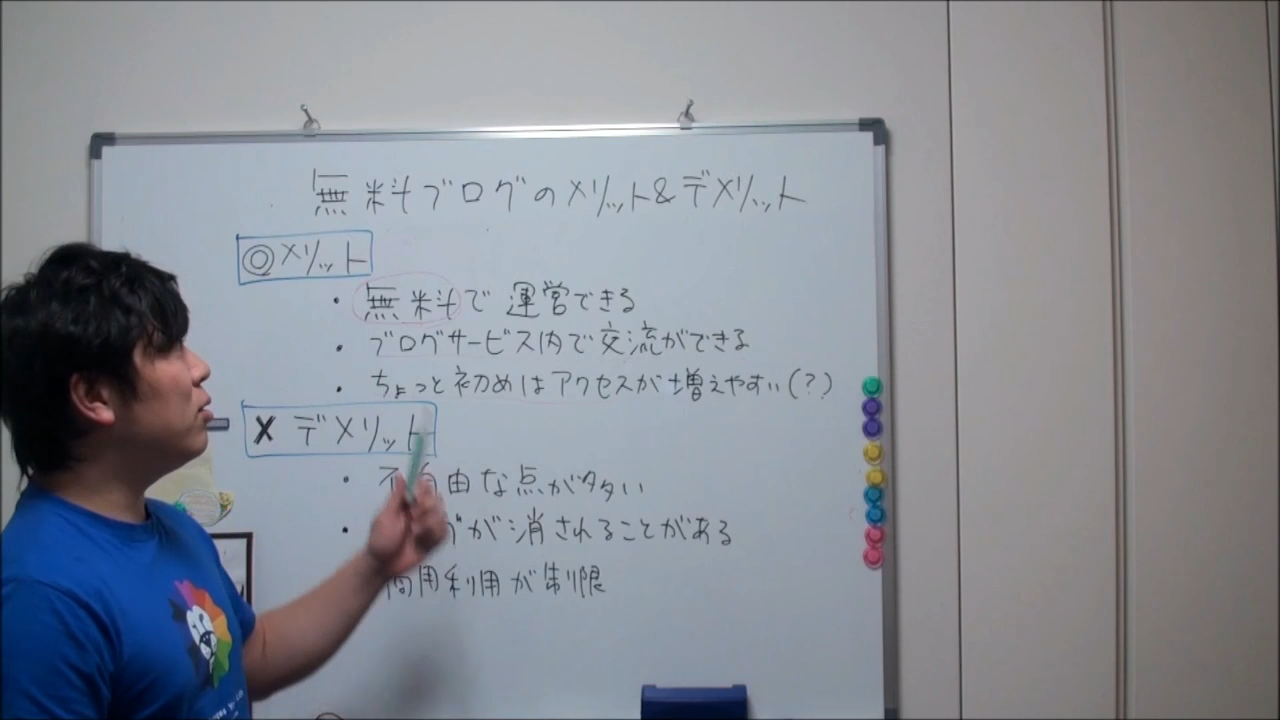 無料ブログのメリット&デメリット
◎メリット
・無料で運営できる
・ブログサービス内で交流ができる
・ちょっと初めはアクセスが増えやすい(?)
× デメリット
・不自由な点が多い
・ グが消されることがある
用利用が制限